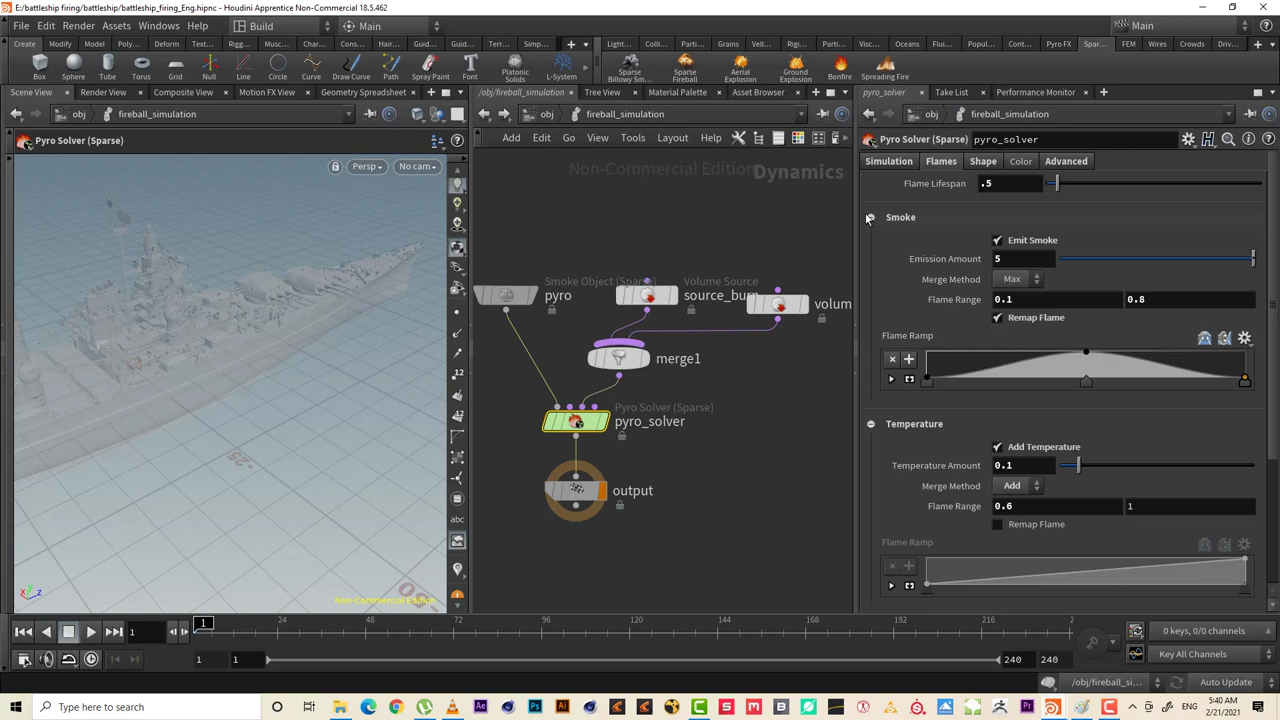 E:/battleship firing/battleship/battleship_firing_Eng.hipnc - Houdini Apprentice Non-Commercial 18.5.462
File Edit Render Assets Windows Help Build Main Main
Create Modify Model Poly... Deform Text... Rigg... Musc... Char... Cons... Hair... Guid... Guid... Terr... Simp... Light... Colli... Parti... Grains Vell... Rigi... Parti... Visc... Oceans Flui... Popul... Cont... Pyro FX Spar... FEM Wires Crowds Driv...
Box Sphere Tube Torus Grid Null Line Circle Curve Draw Curve Path Spray Paint Font Platonic Solids L-System Sparse Billowy Sm... Sparse Fireball Aerial Explosion Ground Explosion Bonfire Spreading Fire
Scene View Render View Composite View Motion FX View Geometry Spreadsheet /obj/fireball_simulation Tree View Material Palette Asset Browser pyro_solver Take List Performance Monitor
obj fireball_simulation obj fireball_simulation obj fireball_simulation
Pyro Solver (Sparse) Add Edit Go View Tools Layout Help Pyro Solver (Sparse) pyro_solver
Persp No cam
Non-Commercial Edition Dynamics
Simulation Flames Shape Color Advanced
Flame Lifespan .5
Smoke
Emit Smoke
Emission Amount 5
Merge Method Max
Flame Range 0.1 0.8
Remap Flame
Flame Ramp
Temperature
Add Temperature
Temperature Amount 0.1
Merge Method Add
Flame Range 0.6 1
Remap Flame
Flame Ramp
Smoke Object (Sparse) Volume Source
pyro source_burn volum
merge1
Pyro Solver (Sparse)
pyro_solver
output
-25
abc
Non-Commercial Edition
1 1 24 48 72 96 120 144 168 192 216 2
1 1 240 240
0 keys, 0/0 channels
Key All Channels
/obj/fireball_si... Auto Update
Type here to search
5:40 AM
2/21/2021